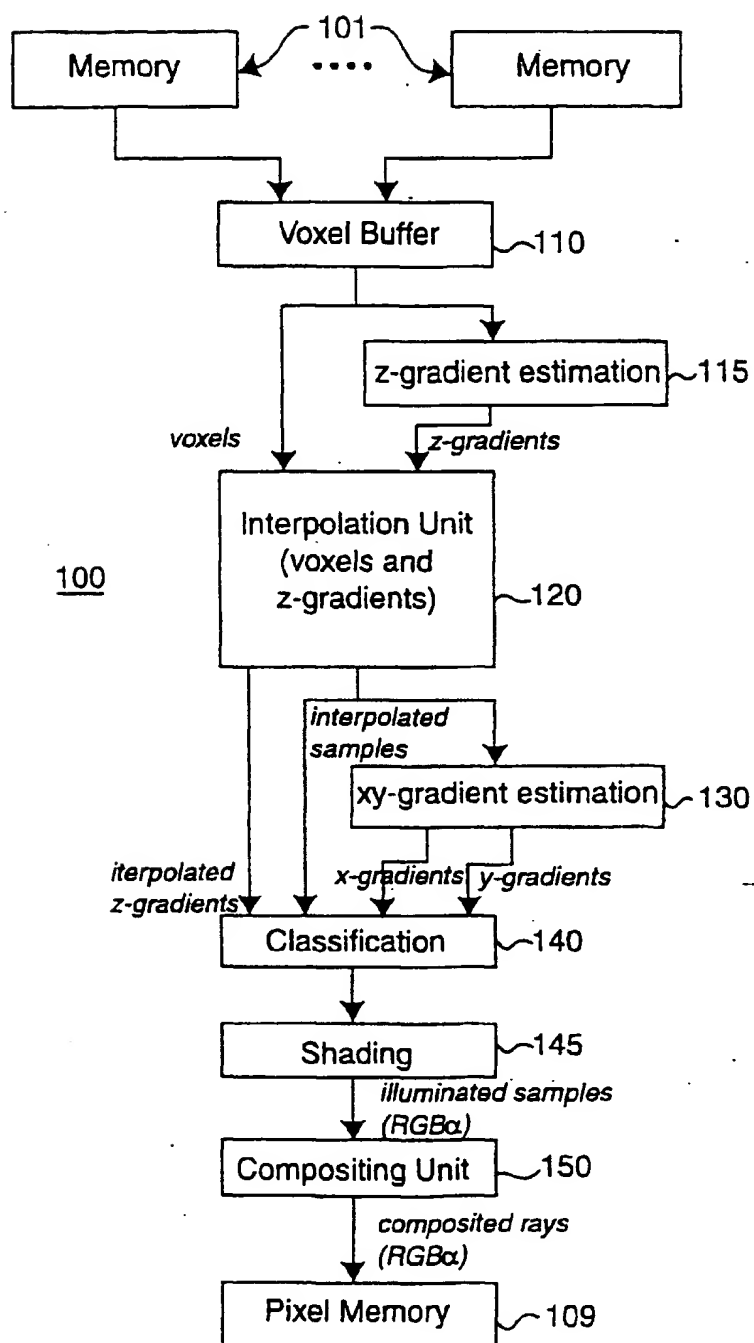 101
Memory
Memory
Voxel Buffer
110
z-gradient estimation
115
voxels
z-gradients
Interpolation Unit
(voxels and
z-gradients)
100
120
interpolated
samples
xy-gradient estimation
130
iterpolated
z-gradients
x-gradients
y-gradients
Classification
140
Shading
145
illuminated samples
(RGBα)
Compositing Unit
150
composited rays
(RGBα)
Pixel Memory
109